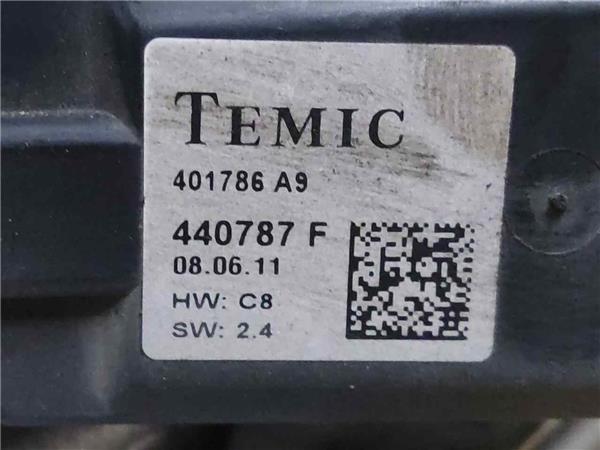 TEMIC
401786 A9
440787 F
08.06.11
HW: C8
SW: 2.4